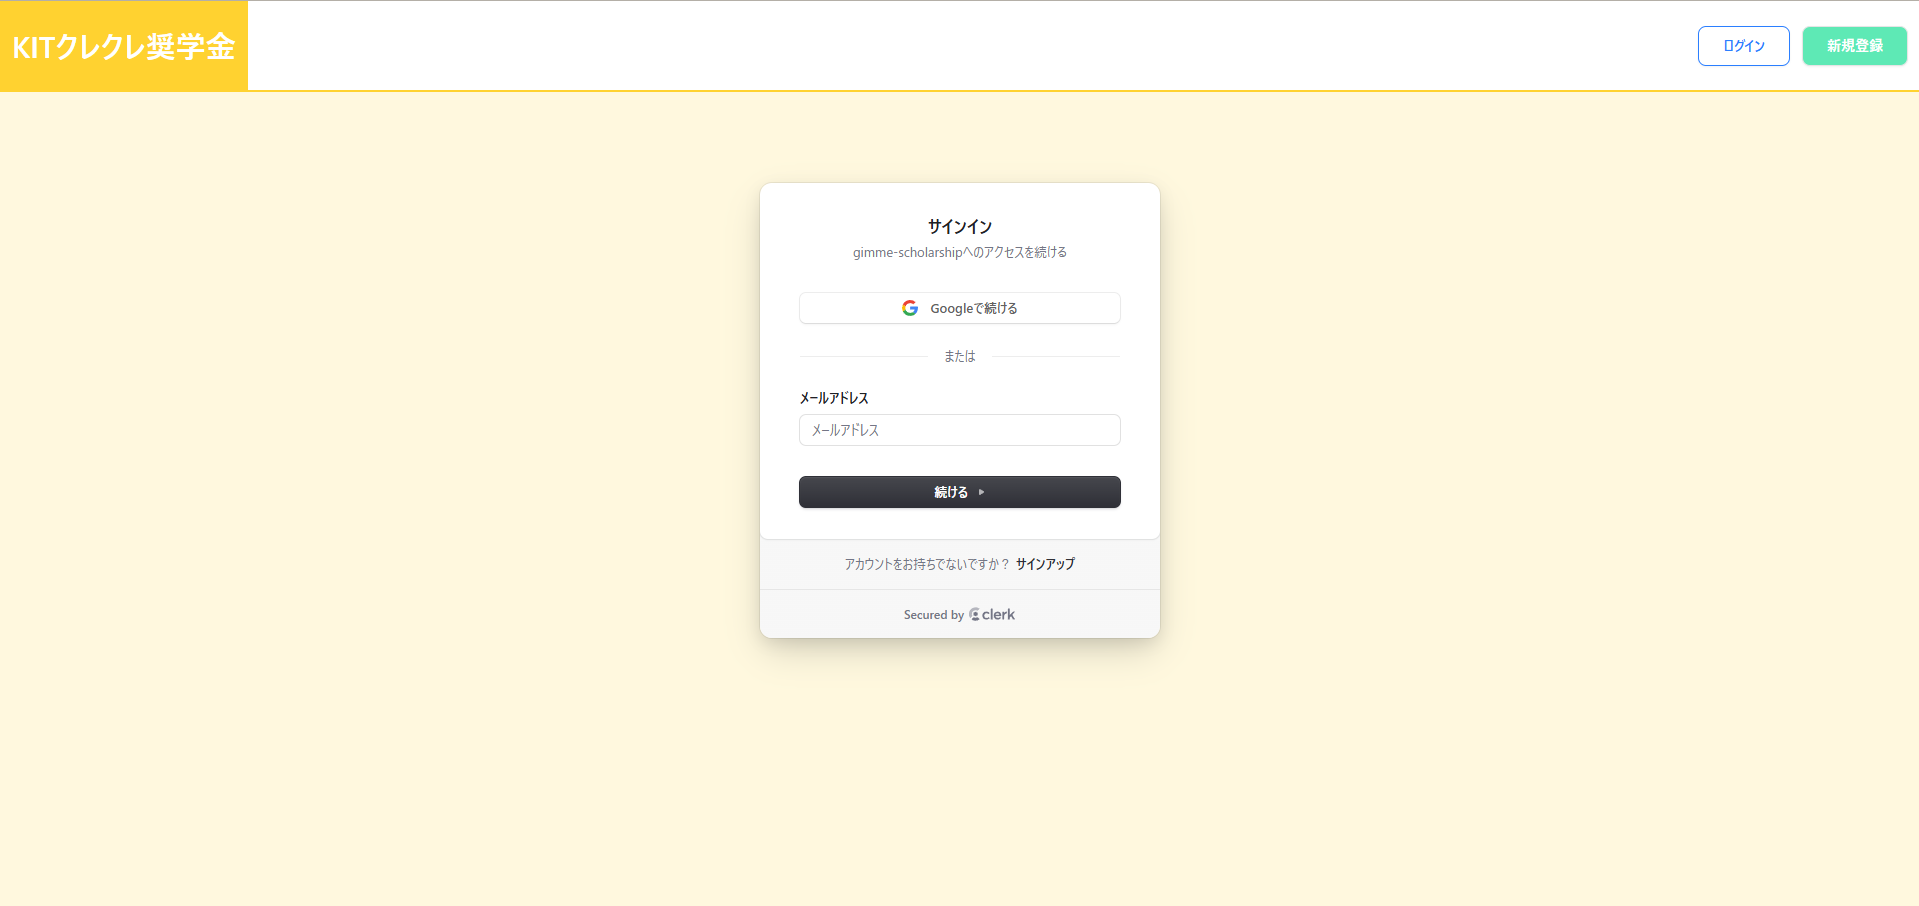 KITクレクレ奨学金
ログイン
新規登録
サインイン
gimme-scholarshipへのアクセスを続ける
Googleで続ける
または
メールアドレス
メールアドレス
続ける
アカウントをお持ちでないですか？ サインアップ
Secured by clerk